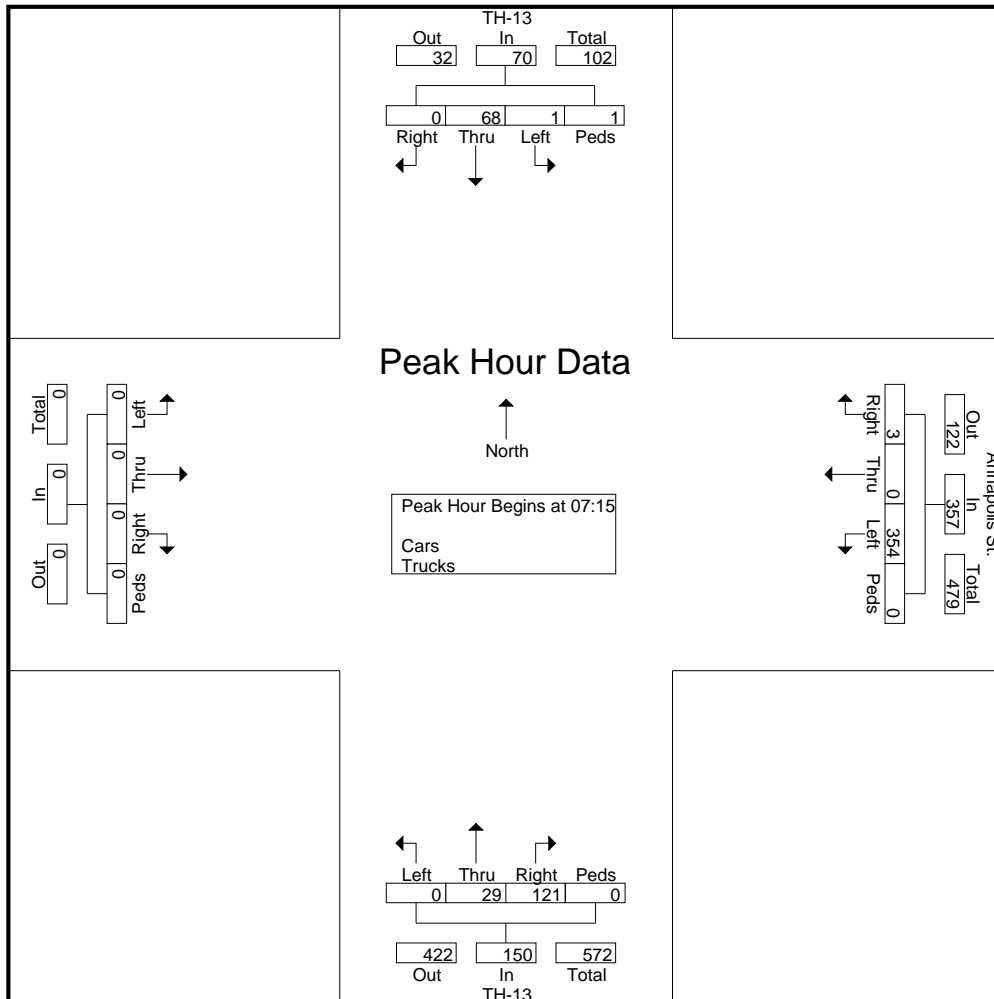 TH-13
Out In Total
32 70 102
0 68 1 1
Right Thru Left Peds
Peak Hour Data
North
Peak Hour Begins at 07:15
Cars
Trucks
Total In Out
0 0 0
0 0 0 0
Left Thru Right Peds
Annapolis St.
Out In Total
122 357 479
3 0 354 0
Right Thru Left Peds
Left Thru Right Peds
0 29 121 0
422 150 572
Out In Total
TH-13